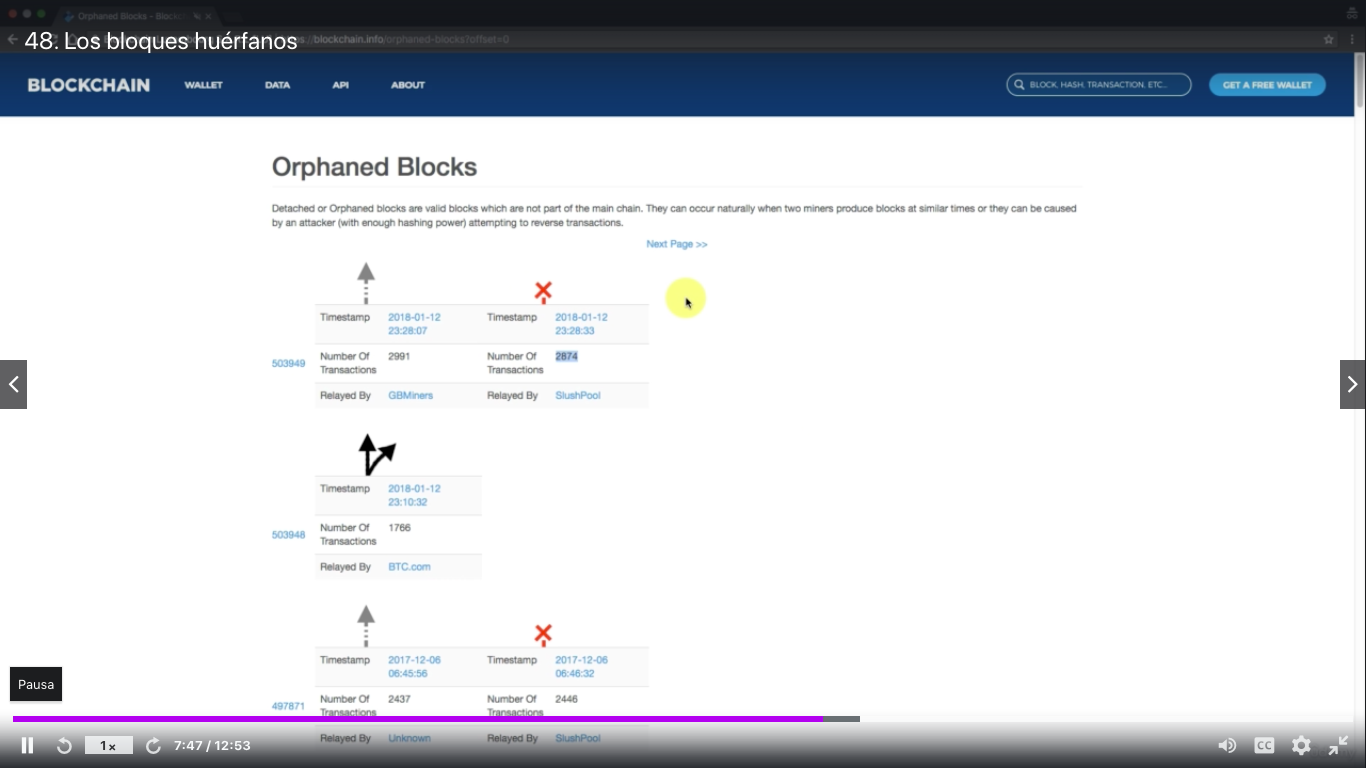 Orphaned Blocks - Blockc
48. Los bloques huérfanos
s://blockchain.info/orphaned-blocks?offset=0
BLOCKCHAIN WALLET DATA API ABOUT BLOCK, HASH, TRANSACTION, ETC... GET A FREE WALLET
Orphaned Blocks
Detached or Orphaned blocks are valid blocks which are not part of the main chain. They can occur naturally when two miners produce blocks at similar times or they can be caused
by an attacker (with enough hashing power) attempting to reverse transactions.
Next Page >>
Timestamp 2018-01-12 Timestamp 2018-01-12
23:28:07 23:28:33
503949 Number Of 2991 Number Of 2874
Transactions Transactions
Relayed By GBMiners Relayed By SlushPool
Timestamp 2018-01-12
23:10:32
503948 Number Of 1766
Transactions
Relayed By BTC.com
Timestamp 2017-12-06 Timestamp 2017-12-06
06:45:56 06:46:32
497871 Number Of 2437 Number Of 2446
Transactions Transactions
Relayed By Unknown Relayed By SlushPool
Pausa
1x 7:47 / 12:53 CC